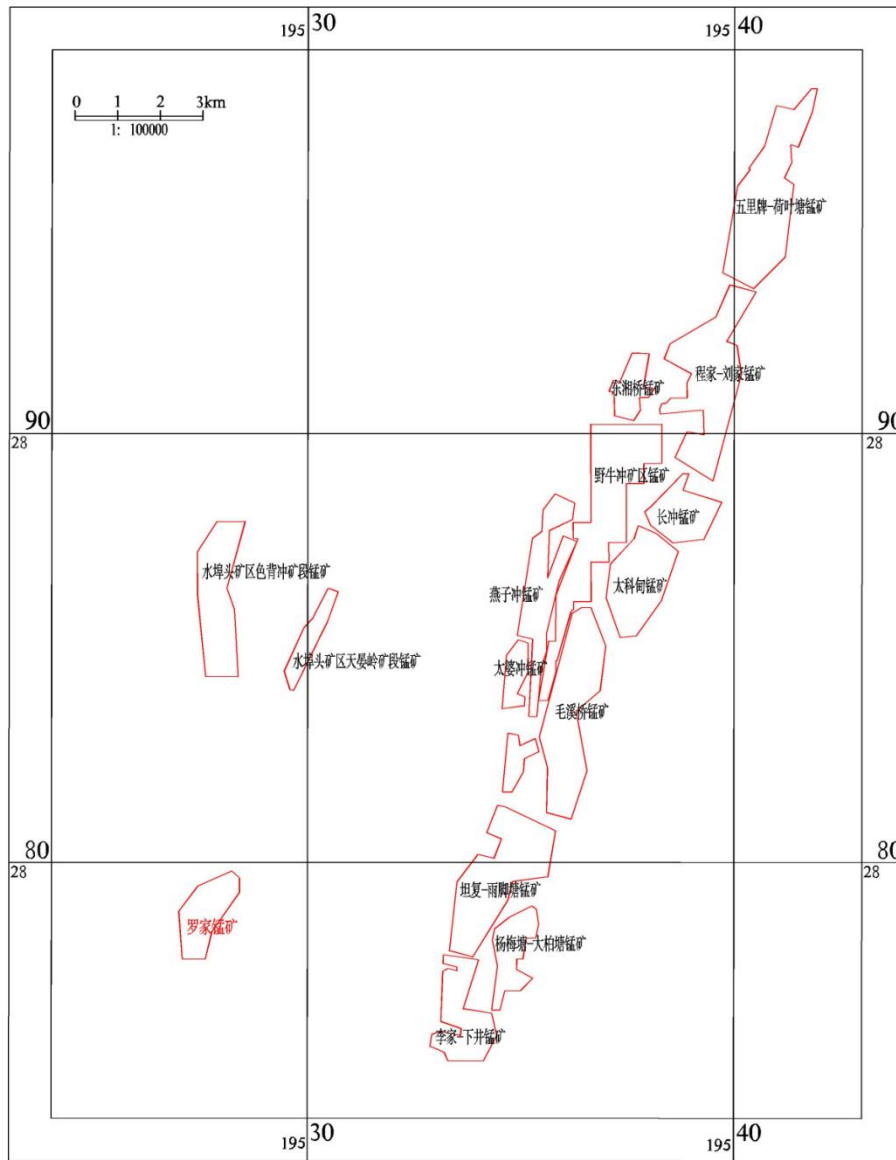 195 30
195 40
0 1 2 3km
1: 100000
五里牌-荷叶塘锰矿
程家-刘家锰矿
东湘桥锰矿
90
28
90
28
野牛冲矿区锰矿
长冲锰矿
水埠头矿区色背冲矿段锰矿
燕子冲锰矿
太科甸锰矿
水埠头矿区天晏岭矿段锰矿
太婆冲锰矿
毛溪桥锰矿
80
28
80
28
坦复-雨脚塘锰矿
罗家锰矿
杨梅塘-大柏塘锰矿
李家-下井锰矿
195 30
195 40